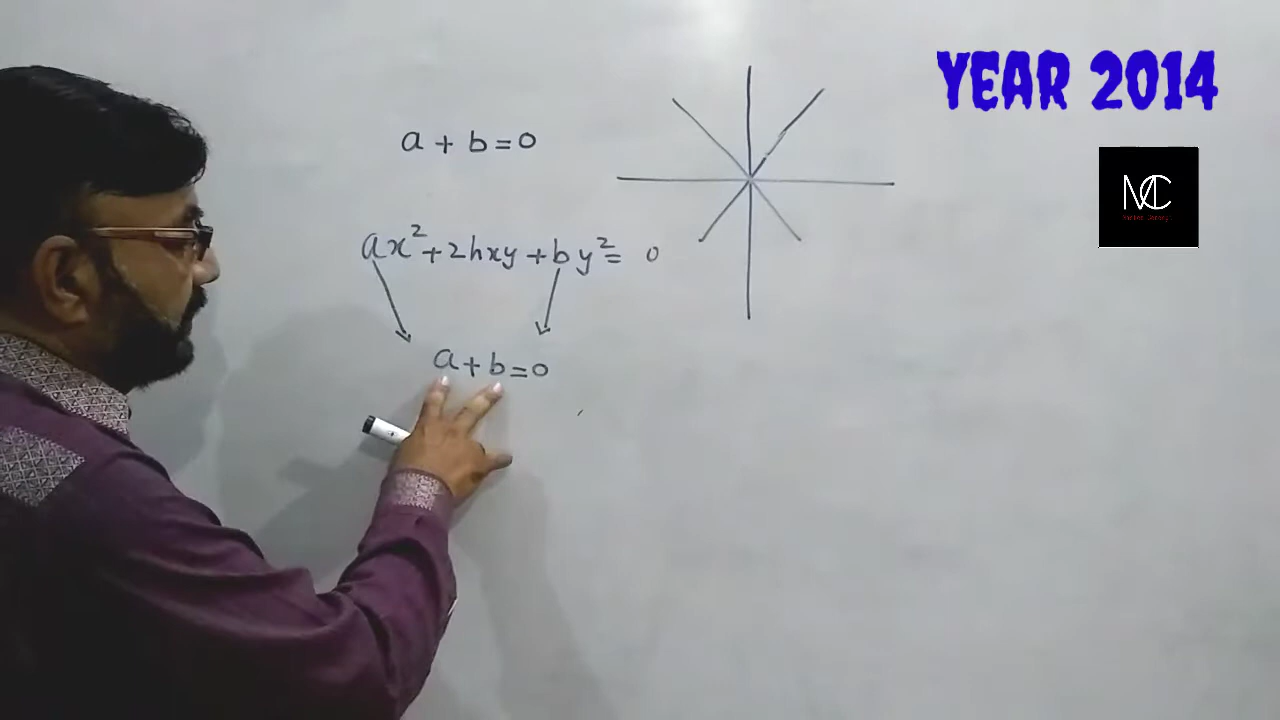 YEAR 2014
a + b = 0
MC
ax² + 2hxy + by² = 0
a + b = 0